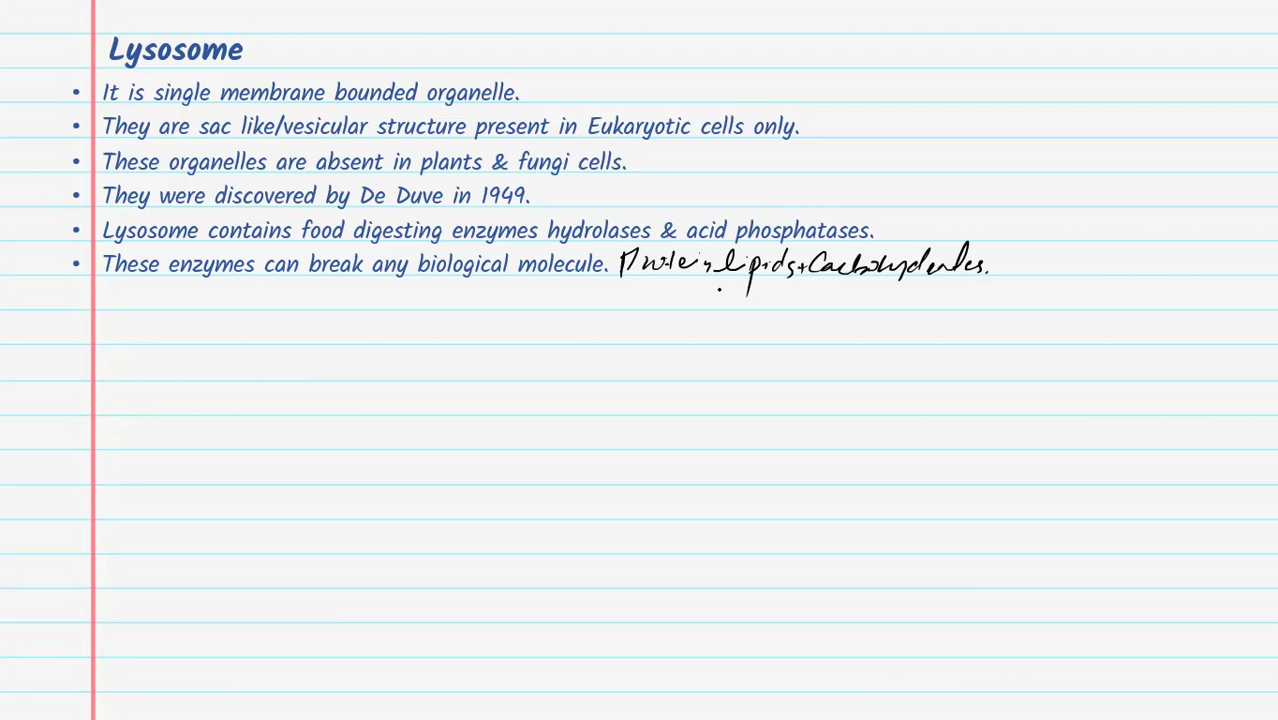 Lysosome
• It is single membrane bounded organelle.
• They are sac like/vesicular structure present in Eukaryotic cells only.
• These organelles are absent in plants & fungi cells.
• They were discovered by De Duve in 1949.
• Lysosome contains food digesting enzymes hydrolases & acid phosphatases.
• These enzymes can break any biological molecule. Protein, lipids + Carbohydrates.